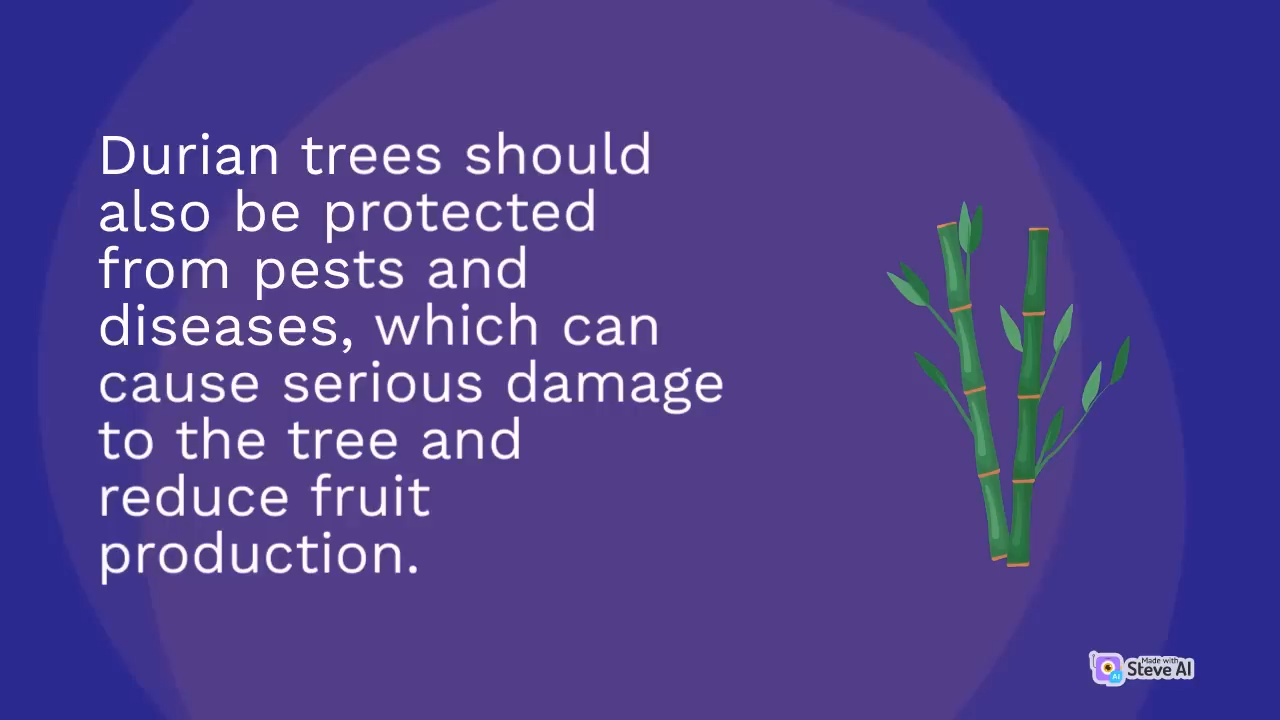 Durian trees should
also be protected
from pests and
diseases, which can
cause serious damage
to the tree and
reduce fruit
production.
Made with
Steve AI
AI